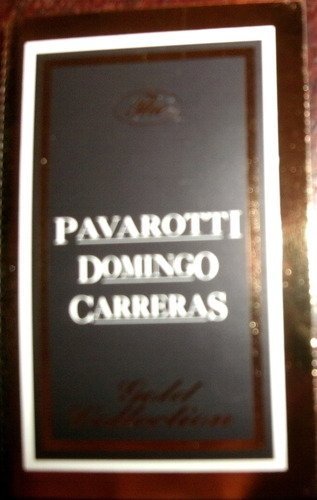 PAVAROTTI
DOMINGO
CARRERAS
Gold
Collection